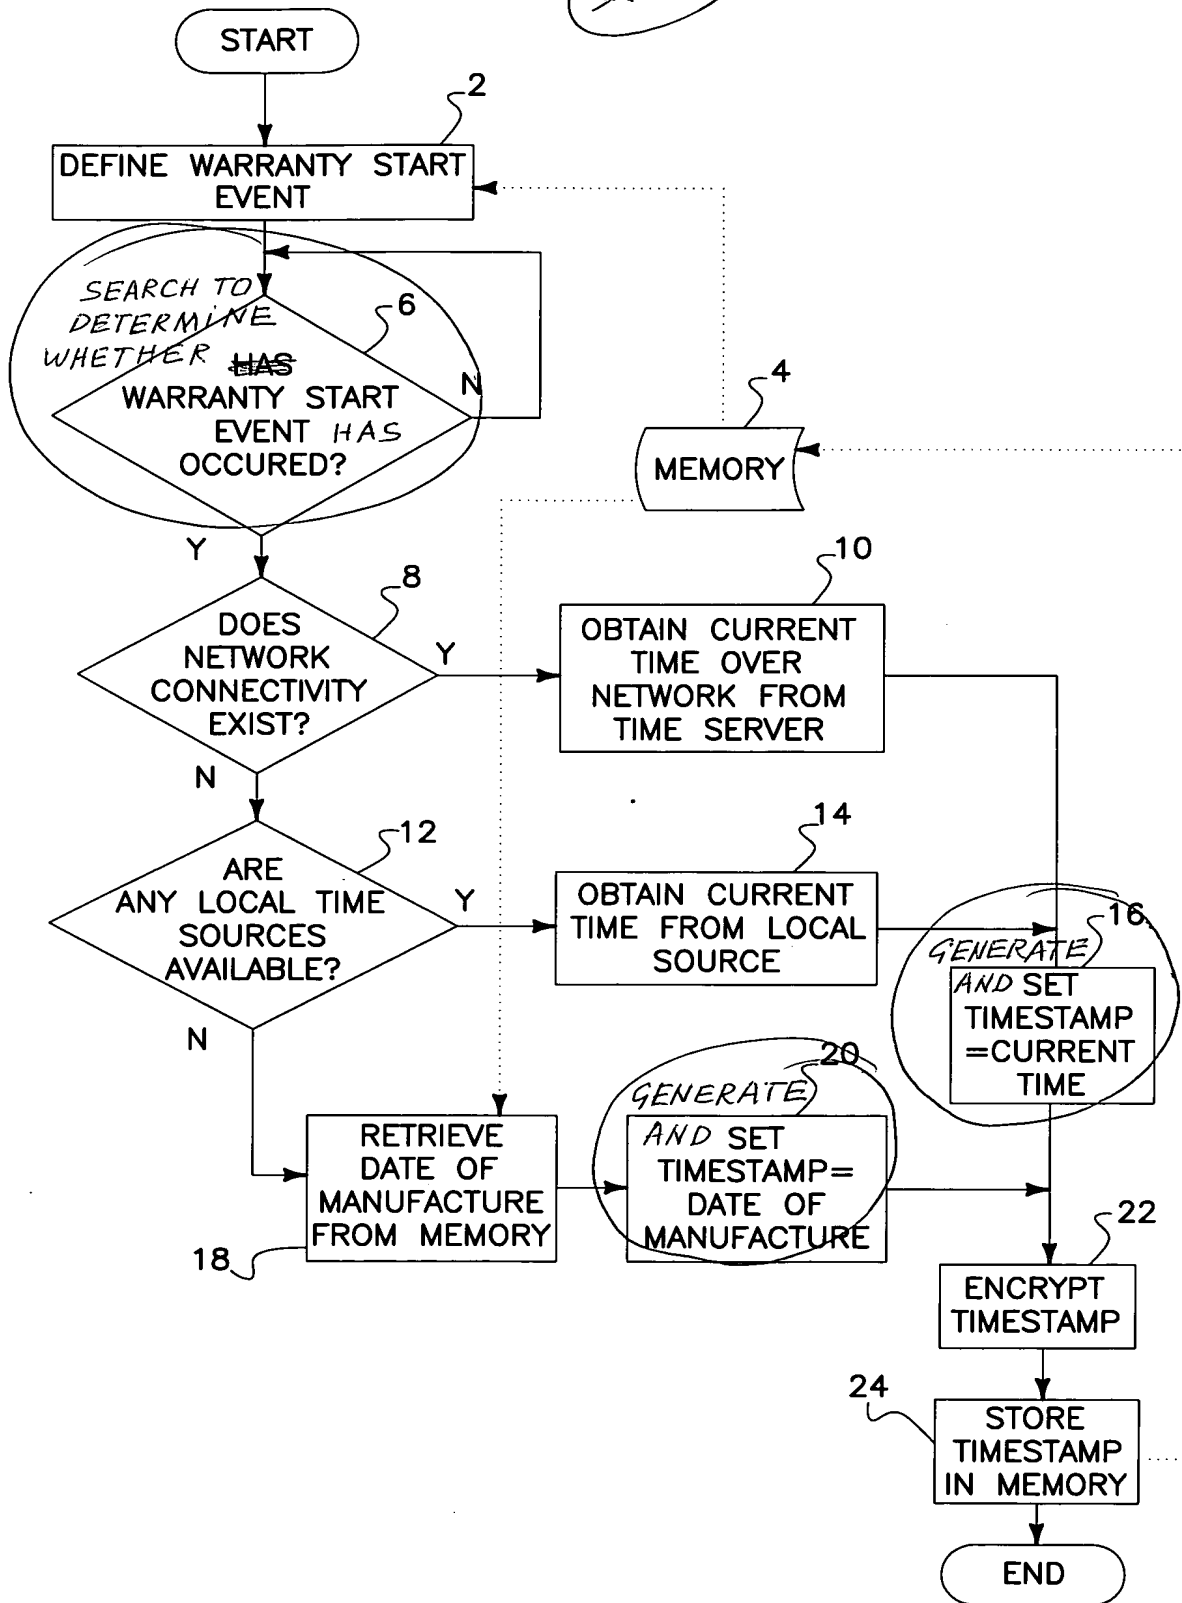 START
2
DEFINE WARRANTY START
EVENT
SEARCH TO
DETERMINE
WHETHER HAS
6
WARRANTY START
N
EVENT HAS
OCCURED?
4
MEMORY
Y
8
DOES
NETWORK
CONNECTIVITY
EXIST?
Y
10
OBTAIN CURRENT
TIME OVER
NETWORK FROM
TIME SERVER
N
12
ARE
ANY LOCAL TIME
SOURCES
AVAILABLE?
Y
14
OBTAIN CURRENT
TIME FROM LOCAL
SOURCE
16
GENERATE
AND SET
TIMESTAMP
=CURRENT
TIME
N
RETRIEVE
DATE OF
MANUFACTURE
FROM MEMORY
18
20
GENERATE
AND SET
TIMESTAMP=
DATE OF
MANUFACTURE
22
ENCRYPT
TIMESTAMP
24
STORE
TIMESTAMP
IN MEMORY
END